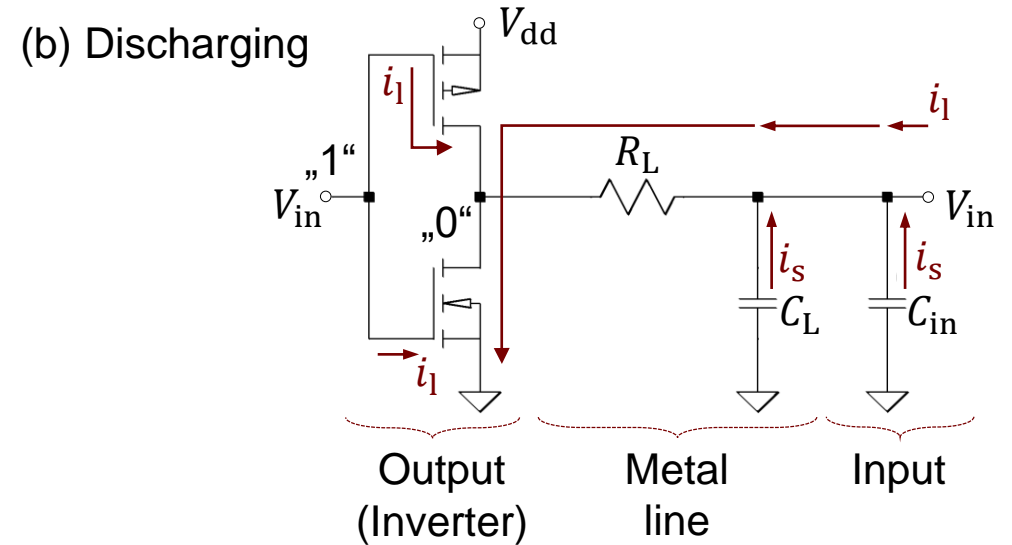 (b) Discharging
V_dd
i_l
i_l
R_L
„1“
V_in
„0“
V_in
i_s
i_s
C_L
C_in
i_l
Output
(Inverter)
Metal
line
Input